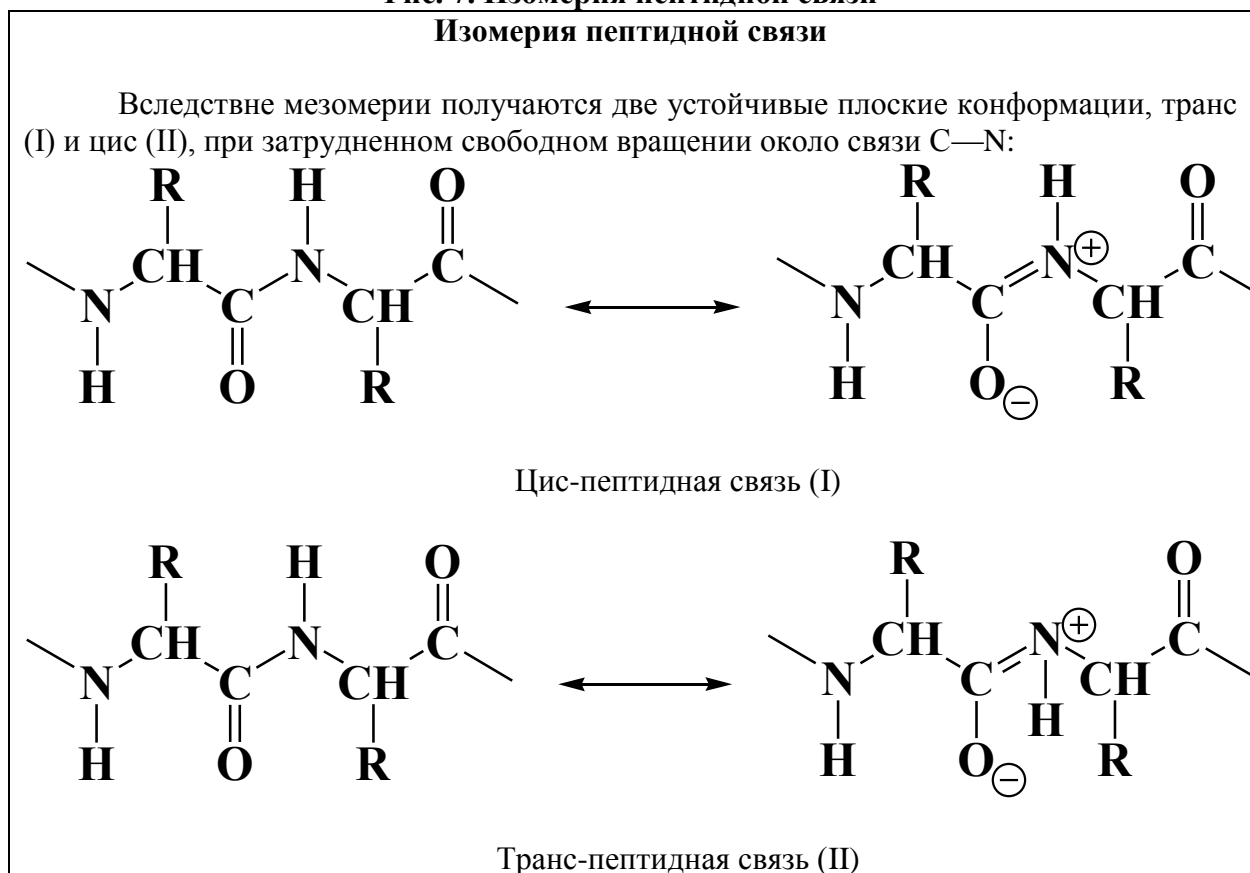 Рис. 7. Изомерия пептидной связи
Изомерия пептидной связи
Вследствне мезомерии получаются две устойчивые плоские конформации, транс
(I) и цис (II), при затрудненном свободном вращении около связи С—N:
R H O R H O
CH N C CH N + C
N C CH N C CH
H O R H O − R
Цис-пептидная связь (I)
R H O R O
CH N C CH N + C
N C CH N C H CH
H O R H O − R
Транс-пептидная связь (II)